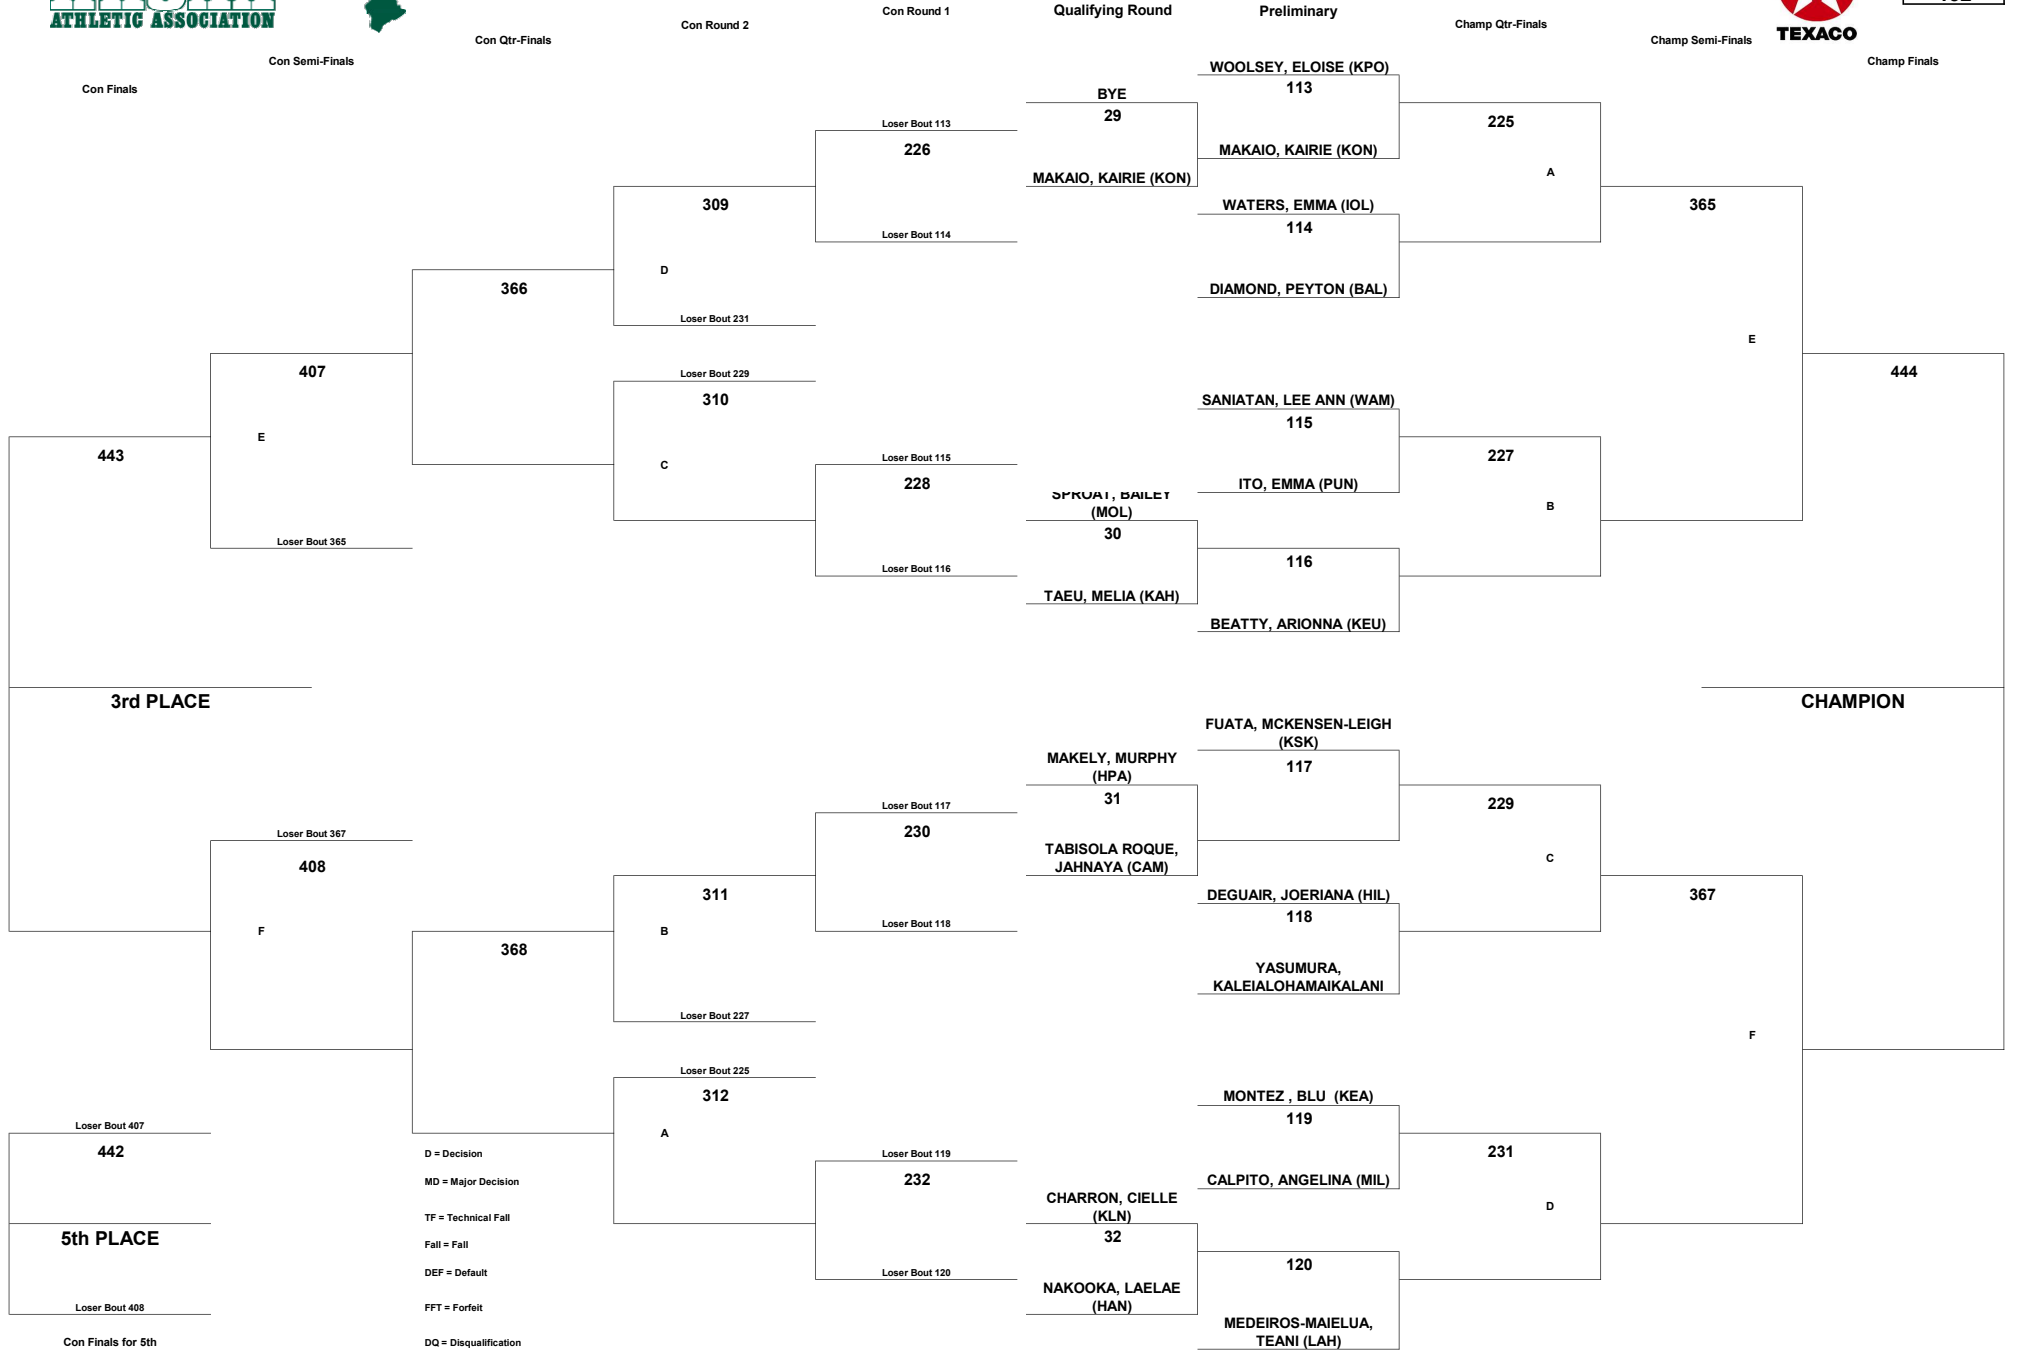 ATHLETIC ASSOCIATION
TEXACO
Con Finals
Con Semi-Finals
Con Qtr-Finals
Con Round 2
Con Round 1
Qualifying Round
Preliminary
Champ Qtr-Finals
Champ Semi-Finals
Champ Finals
WOOLSEY, ELOISE (KPO)
113
BYE
29
MAKAIO, KAIRIE (KON)
MAKAIO, KAIRIE (KON)
Loser Bout 113
226
Loser Bout 114
225
A
WATERS, EMMA (IOL)
114
DIAMOND, PEYTON (BAL)
309
D
Loser Bout 231
365
E
366
407
E
Loser Bout 229
310
C
444
443
SANIATAN, LEE ANN (WAM)
115
ITO, EMMA (PUN)
227
B
Loser Bout 115
228
Loser Bout 116
SPROAT, BAILEY
(MOL)
30
TAEU, MELIA (KAH)
116
BEATTY, ARIONNA (KEU)
Loser Bout 365
3rd PLACE
CHAMPION
FUATA, MCKENSEN-LEIGH
(KSK)
117
MAKELY, MURPHY
(HPA)
31
TABISOLA ROQUE,
JAHNAYA (CAM)
229
C
Loser Bout 117
230
Loser Bout 118
Loser Bout 367
408
F
311
B
Loser Bout 227
367
F
DEGUAIR, JOERIANA (HIL)
118
YASUMURA,
KALEIALOHAMAIKALANI
368
Loser Bout 225
312
A
MONTEZ , BLU (KEA)
119
CALPITO, ANGELINA (MIL)
231
D
Loser Bout 119
232
Loser Bout 120
CHARRON, CIELLE
(KLN)
32
NAKOOKA, LAELAE
(HAN)
120
MEDEIROS-MAIELUA,
TEANI (LAH)
Loser Bout 407
442
5th PLACE
Loser Bout 408
Con Finals for 5th
D = Decision
MD = Major Decision
TF = Technical Fall
Fall = Fall
DEF = Default
FFT = Forfeit
DQ = Disqualification